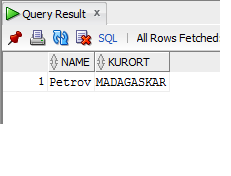 Query Result x
SQL | All Rows Fetched:
NAME KURORT
1 Petrov MADAGASKAR